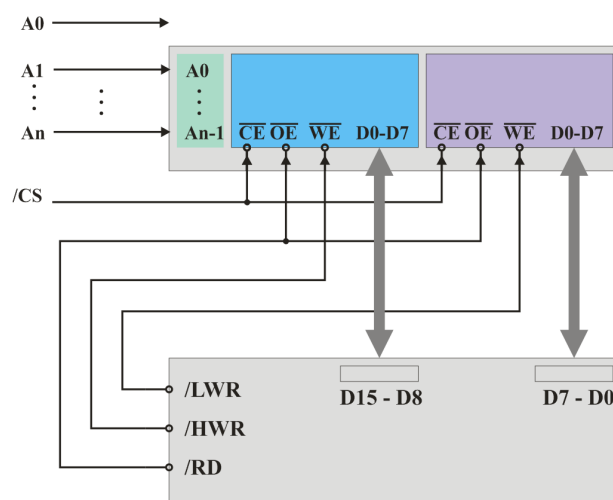 A0
A1 A0
An An-1 CE OE WE D0-D7 CE OE WE D0-D7
/CS
D15 - D8 D7 - D0
/LWR
/HWR
/RD